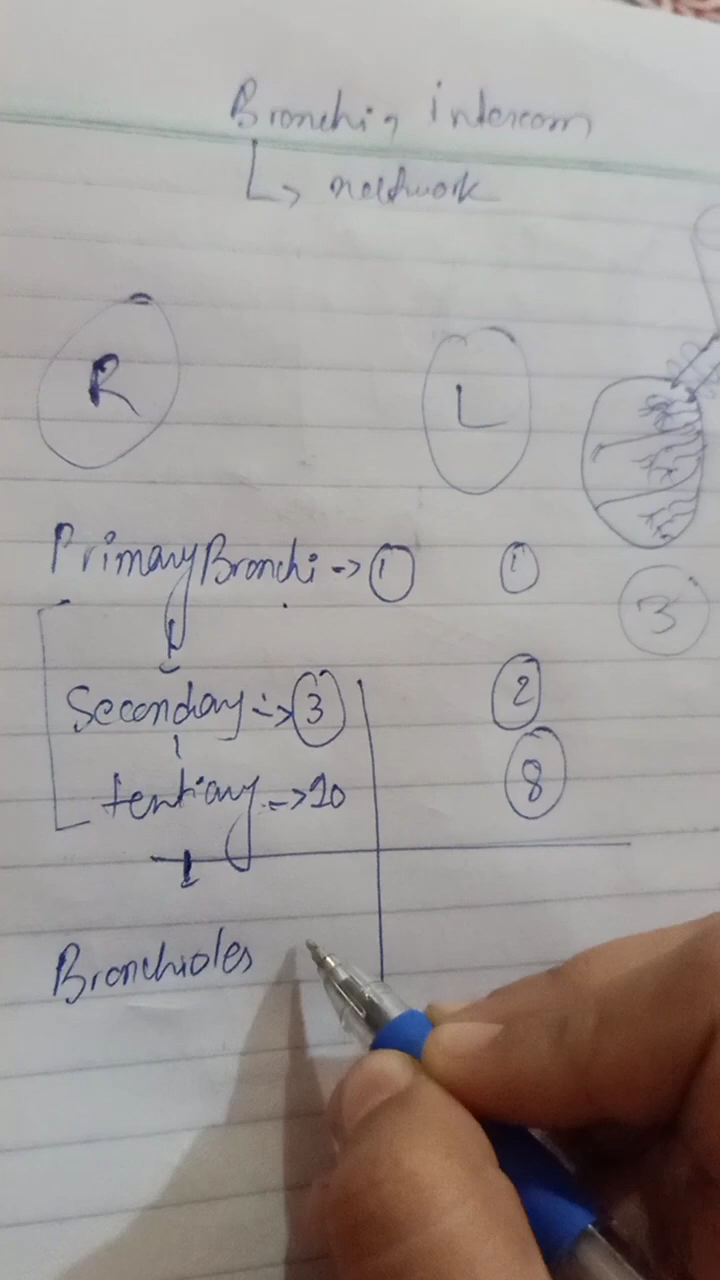 Bronchi, intercom
↳ network
R L
Primary Bronchi -> 1 1
3
Secondary -> 3 2
tertiary -> 10 8
Bronchioles